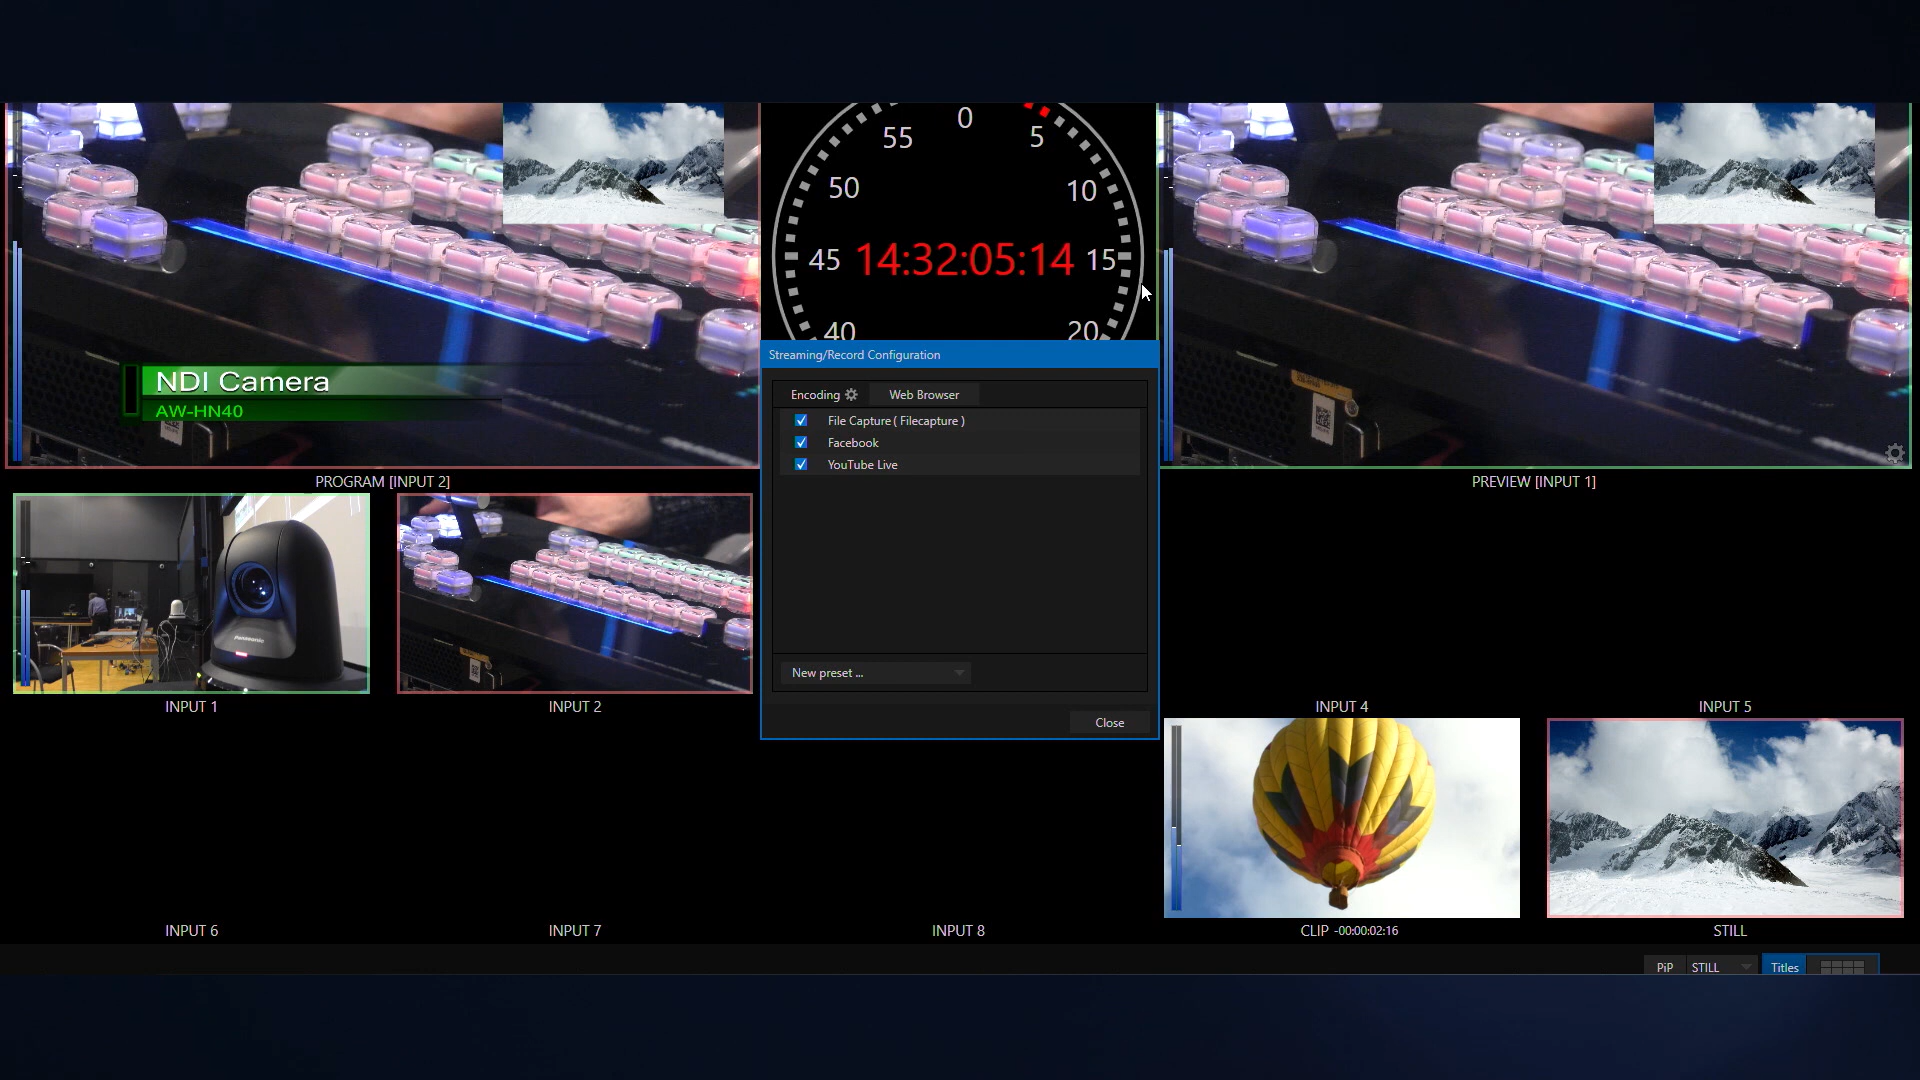 0
55
5
50
10
45
14:32:05:14
15
40
20
NDI Camera
AW-HN40
PROGRAM [INPUT 2]
PREVIEW [INPUT 1]
Streaming/Record Configuration
Encoding
Web Browser
File Capture ( Filecapture )
Facebook
YouTube Live
New preset ...
Close
Panasonic
INPUT 1
INPUT 2
INPUT 4
INPUT 5
INPUT 6
INPUT 7
INPUT 8
CLIP -00:00:02:16
STILL
PiP
STILL
Titles